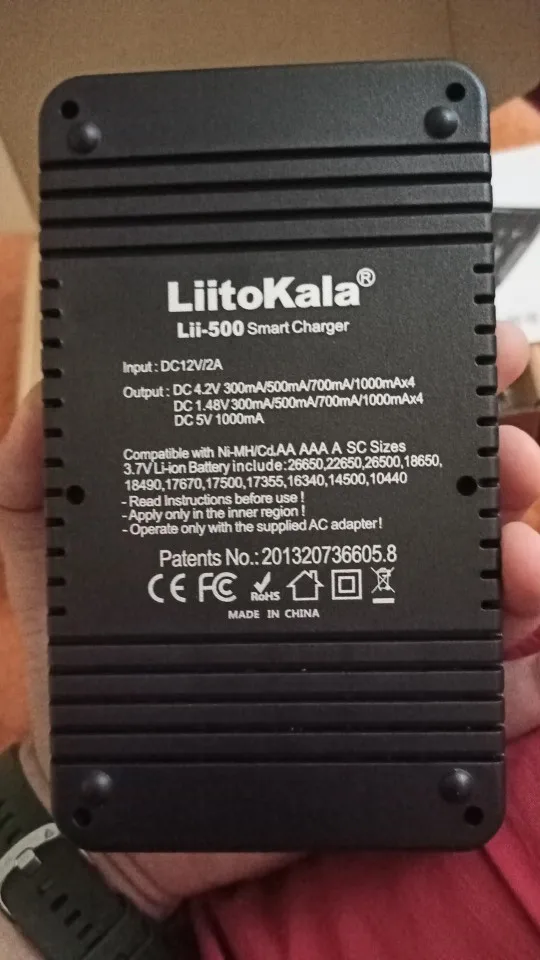 LiitoKala®
Lii-500 Smart Charger
Input : DC12V/2A
Output : DC 4.2V 300mA/500mA/700mA/1000mAx4
DC 1.48V 300mA/500mA/700mA/1000mAx4
DC 5V 1000mA
Compatible with Ni-MH/Cd.AA AAA A SC Sizes
3.7V Li-ion Battery include:26650,22650,26500,18650,
18490,17670,17500,17355,16340,14500,10440
- Read Instructions before use !
- Apply only in the inner region !
- Operate only with the supplied AC adapter!
Patents No.: 201320736605.8
CE FC RoHS
MADE IN CHINA